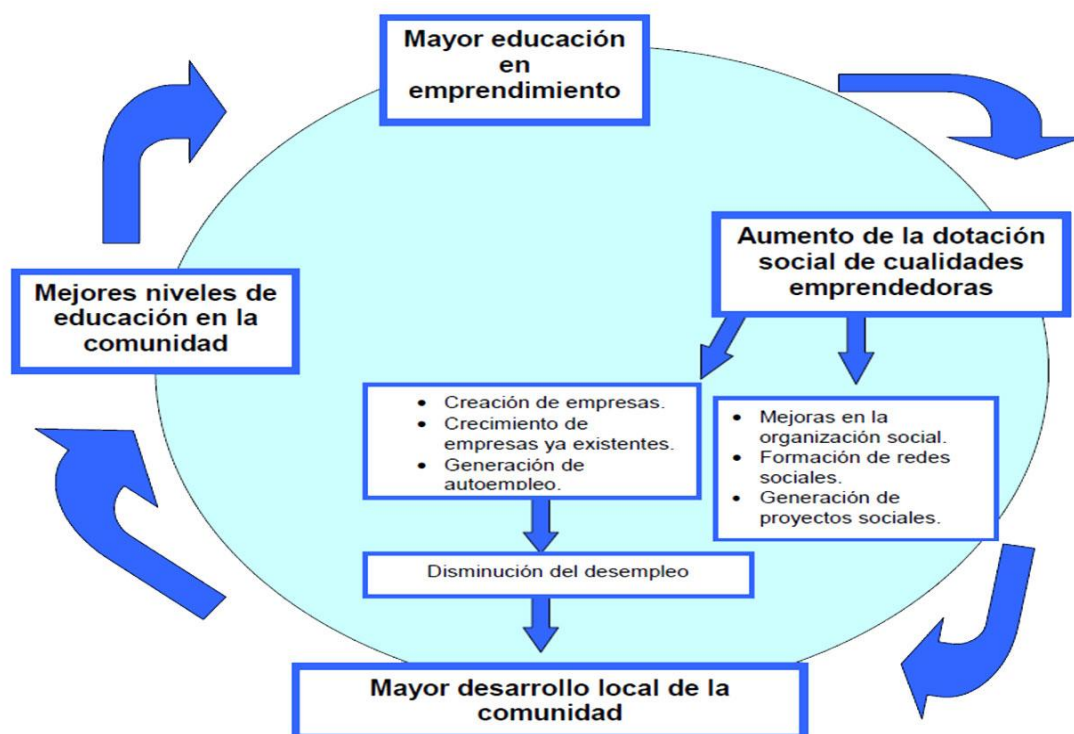 Mayor educación
en
emprendimiento
Aumento de la dotación
social de cualidades
emprendedoras
Mejores niveles de
educación en la
comunidad
• Creación de empresas.
• Crecimiento de
empresas ya existentes.
• Generación de
autoempleo.
• Mejoras en la
organización social.
• Formación de redes
sociales.
• Generación de
proyectos sociales.
Disminución del desempleo
Mayor desarrollo local de la
comunidad